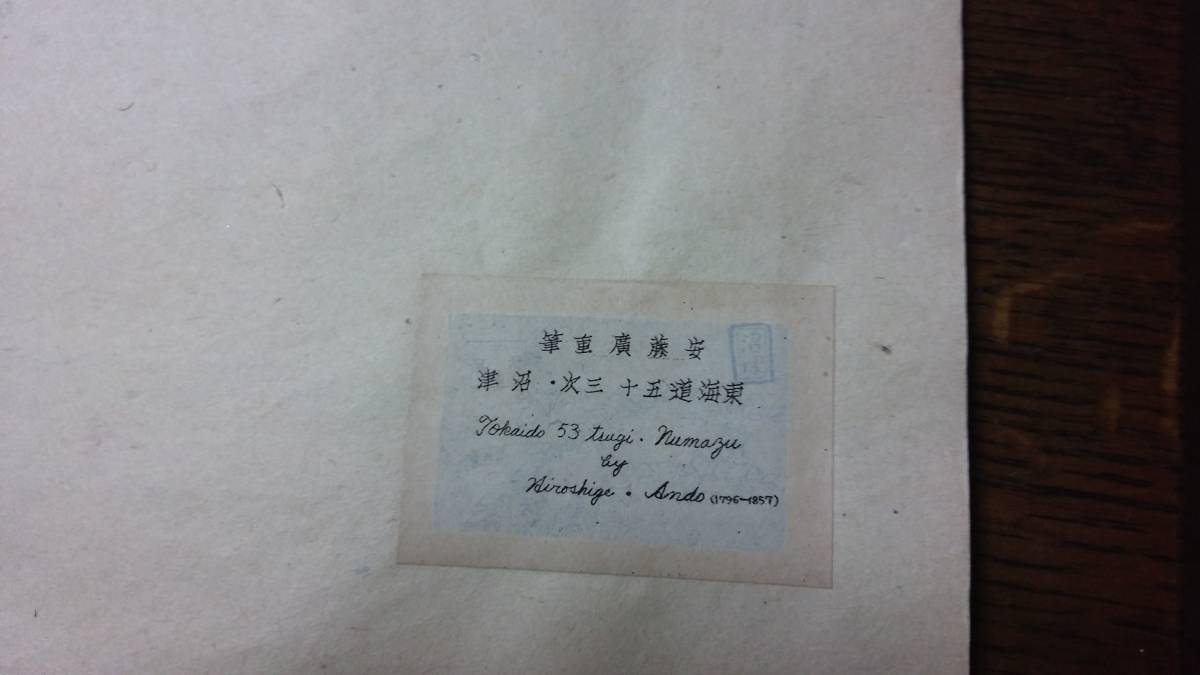 安藤廣重筆
東海道五十三次・沼津
Tokaido 53 tsugi. Numazu
by
Hiroshige . Ando (1796-1857)